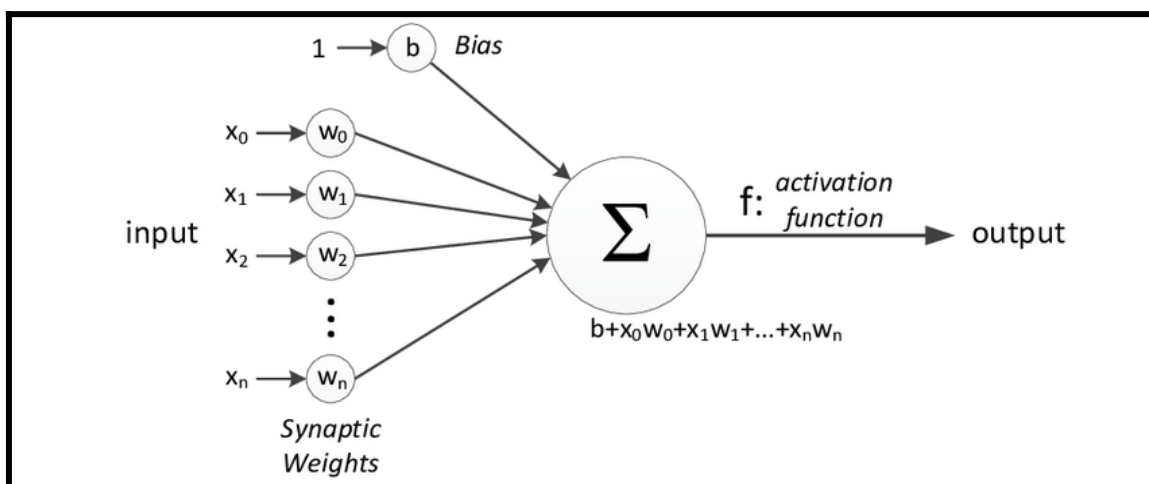 1 b Bias
x₀ w₀
x₁ w₁
input
x₂ w₂
xₙ wₙ
Synaptic
Weights
Σ
b+x₀w₀+x₁w₁+...+xₙwₙ
f: activation
function
output